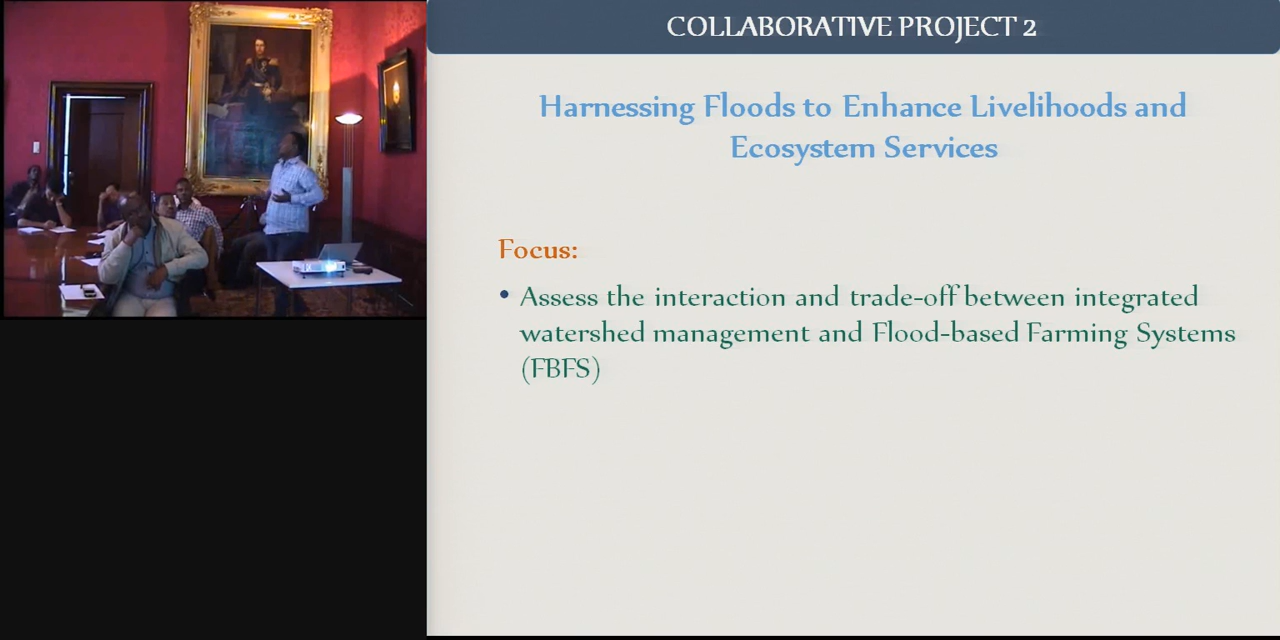 COLLABORATIVE PROJECT 2
Harnessing Floods to Enhance Livelihoods and
Ecosystem Services
Focus:
• Assess the interaction and trade-off between integrated
watershed management and Flood-based Farming Systems
(FBFS)